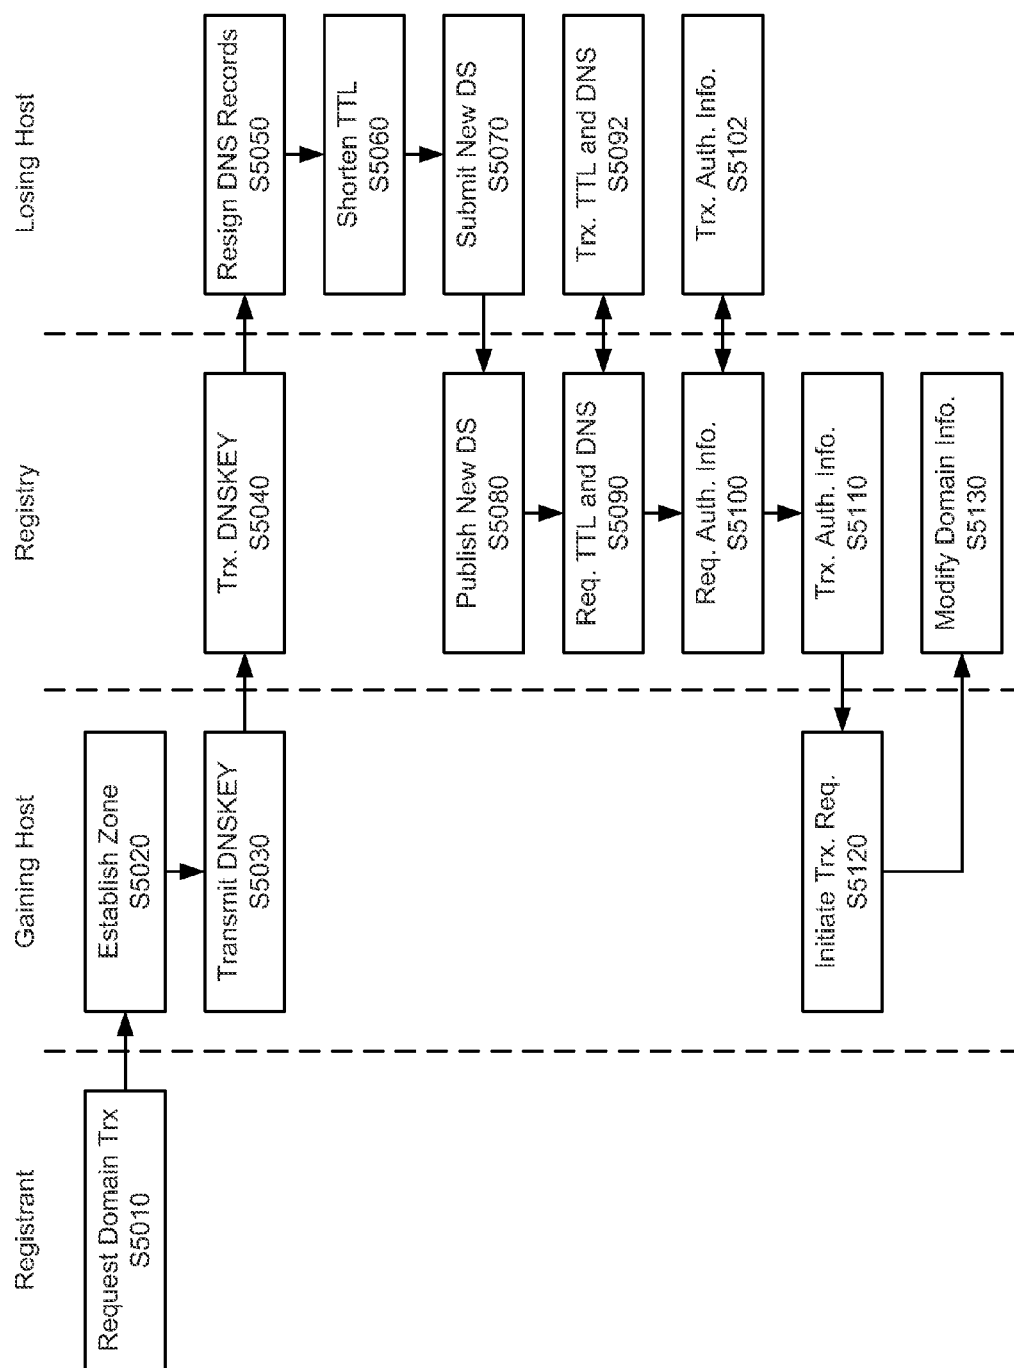 Registrant
Gaining Host
Registry
Losing Host
Request Domain Trx
S5010
Establish Zone
S5020
Transmit DNSKEY
S5030
Trx. DNSKEY
S5040
Resign DNS Records
S5050
Shorten TTL
S5060
Submit New DS
S5070
Publish New DS
S5080
Req. TTL and DNS
S5090
Trx. TTL and DNS
S5092
Req. Auth. Info.
S5100
Trx. Auth. Info.
S5102
Trx. Auth. Info.
S5110
Initiate Trx. Req.
S5120
Modify Domain Info.
S5130